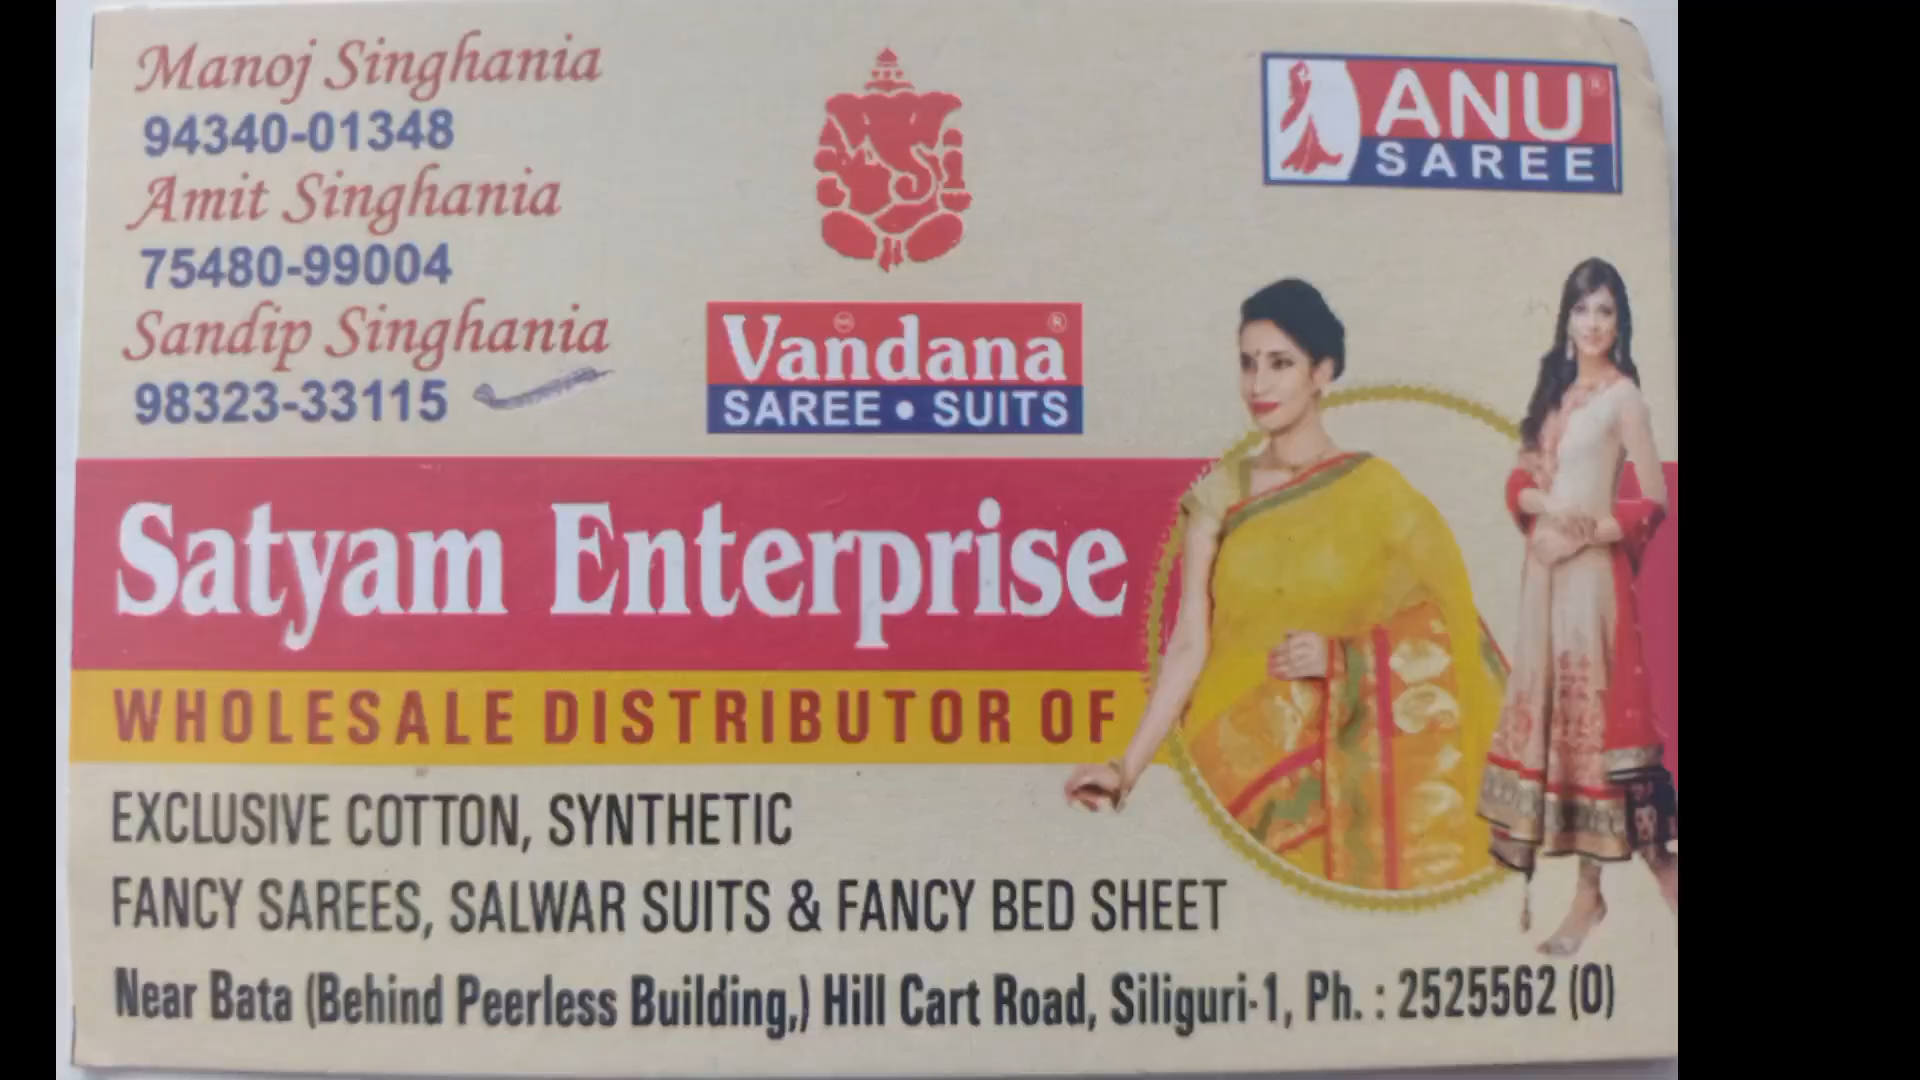 Manoj Singhania
94340-01348
Amit Singhania
75480-99004
Sandip Singhania
98323-33115
ANU®
SAREE
Vandana®
SAREE • SUITS
Satyam Enterprise
WHOLESALE DISTRIBUTOR OF
EXCLUSIVE COTTON, SYNTHETIC
FANCY SAREES, SALWAR SUITS & FANCY BED SHEET
Near Bata (Behind Peerless Building,) Hill Cart Road, Siliguri-1, Ph. : 2525562 (O)